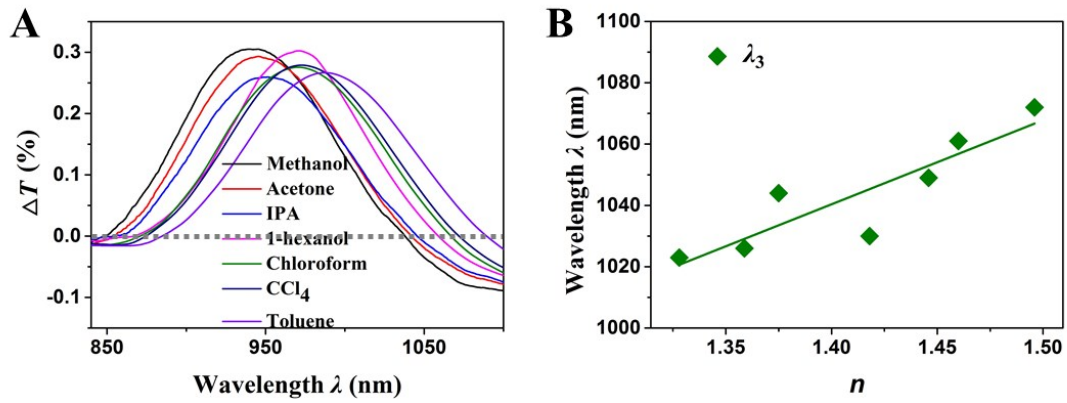 A
0.3
0.2
0.1
0.0
-0.1
ΔT (%)
Methanol
Acetone
IPA
1-hexanol
Chloroform
CCl4
Toluene
850
950
1050
Wavelength λ (nm)
B
1100
1080
1060
1040
1020
1000
Wavelength λ (nm)
λ3
1.35
1.40
1.45
1.50
n